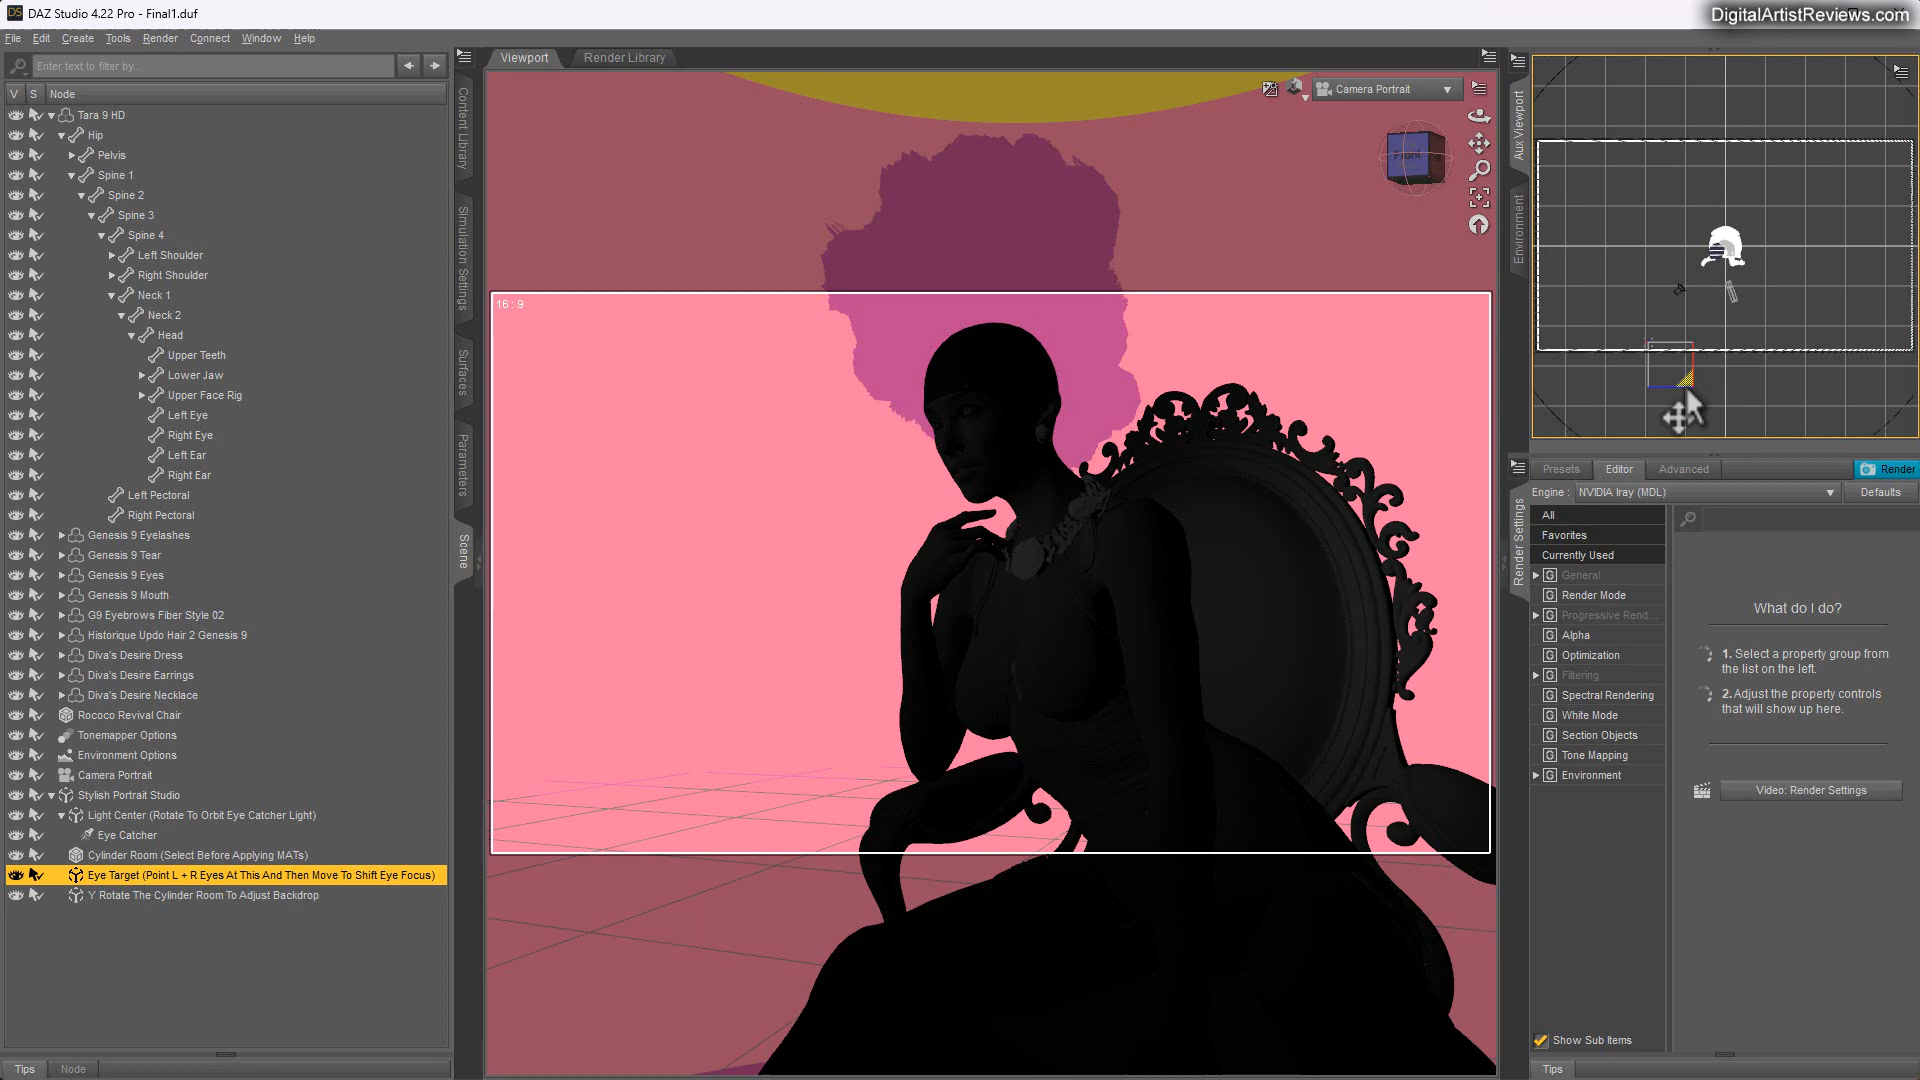 DAZ Studio 4.22 Pro - Final1.duf
DigitalArtistReviews.com
File Edit Create Tools Render Connect Window Help
Enter text to filter by...
V S Node
Tara 9 HD
Hip
Pelvis
Spine 1
Spine 2
Spine 3
Spine 4
Left Shoulder
Right Shoulder
Neck 1
Neck 2
Head
Upper Teeth
Lower Jaw
Upper Face Rig
Left Eye
Right Eye
Left Ear
Right Ear
Left Pectoral
Right Pectoral
Genesis 9 Eyelashes
Genesis 9 Tear
Genesis 9 Eyes
Genesis 9 Mouth
G9 Eyebrows Fiber Style 02
Historique Updo Hair 2 Genesis 9
Diva's Desire Dress
Diva's Desire Earrings
Diva's Desire Necklace
Rococo Revival Chair
Tonemapper Options
Environment Options
Camera Portrait
Stylish Portrait Studio
Light Center (Rotate To Orbit Eye Catcher Light)
Eye Catcher
Cylinder Room (Select Before Applying MATs)
Eye Target (Point L + R Eyes At This And Then Move To Shift Eye Focus)
Y Rotate The Cylinder Room To Adjust Backdrop
Tips Node
Content Library
Simulation Settings
Surfaces
Parameters
Scene
Viewport Render Library
Camera Portrait
Front
16 : 9
Aux Viewport
Environment
Render Settings
Presets Editor Advanced Render
Engine : NVIDIA Iray (MDL) Defaults
All
Favorites
Currently Used
General
Render Mode
Progressive Rend...
Alpha
Optimization
Filtering
Spectral Rendering
White Mode
Section Objects
Tone Mapping
Environment
What do I do?
1. Select a property group from
the list on the left.
2. Adjust the property controls
that will show up here.
Video: Render Settings
Show Sub Items
Tips